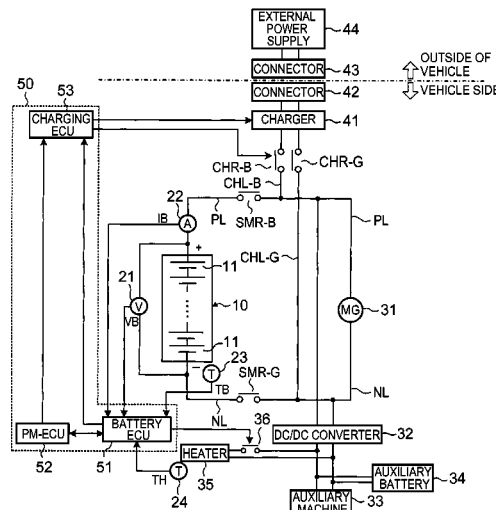 EXTERNAL
POWER
SUPPLY
44
OUTSIDE OF
VEHICLE
CONNECTOR
43
CONNECTOR
42
VEHICLE SIDE
50
53
CHARGING
ECU
CHARGER
41
CHR-B
CHR-G
CHL-B
22
IB
A
PL
SMR-B
PL
+
CHL-G
11
21
V
VB
10
MG
31
11
23
−
T
TB
SMR-G
NL
NL
36
PM-ECU
52
BATTERY
ECU
51
DC/DC CONVERTER
32
HEATER
35
TH
T
24
AUXILIARY
BATTERY
34
AUXILIARY
MACHINE
33